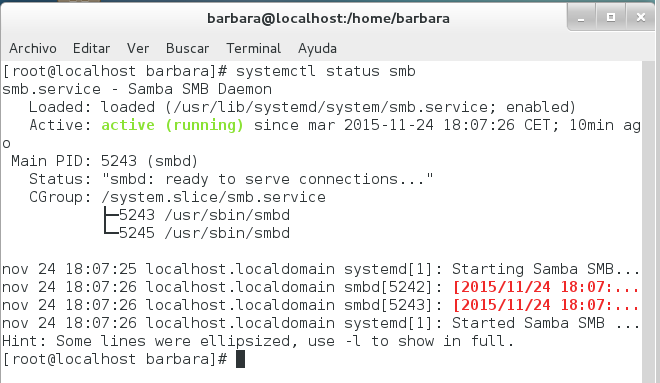 barbara@localhost:/home/barbara
Archivo Editar Ver Buscar Terminal Ayuda
[root@localhost barbara]# systemctl status smb
smb.service - Samba SMB Daemon
   Loaded: loaded (/usr/lib/systemd/system/smb.service; enabled)
   Active: active (running) since mar 2015-11-24 18:07:26 CET; 10min ag
o
 Main PID: 5243 (smbd)
   Status: "smbd: ready to serve connections..."
   CGroup: /system.slice/smb.service
           ├─5243 /usr/sbin/smbd
           └─5245 /usr/sbin/smbd

nov 24 18:07:25 localhost.localdomain systemd[1]: Starting Samba SMB...
nov 24 18:07:26 localhost.localdomain smbd[5242]: [2015/11/24 18:07:...
nov 24 18:07:26 localhost.localdomain smbd[5243]: [2015/11/24 18:07:...
nov 24 18:07:26 localhost.localdomain systemd[1]: Started Samba SMB ...
Hint: Some lines were ellipsized, use -l to show in full.
[root@localhost barbara]#